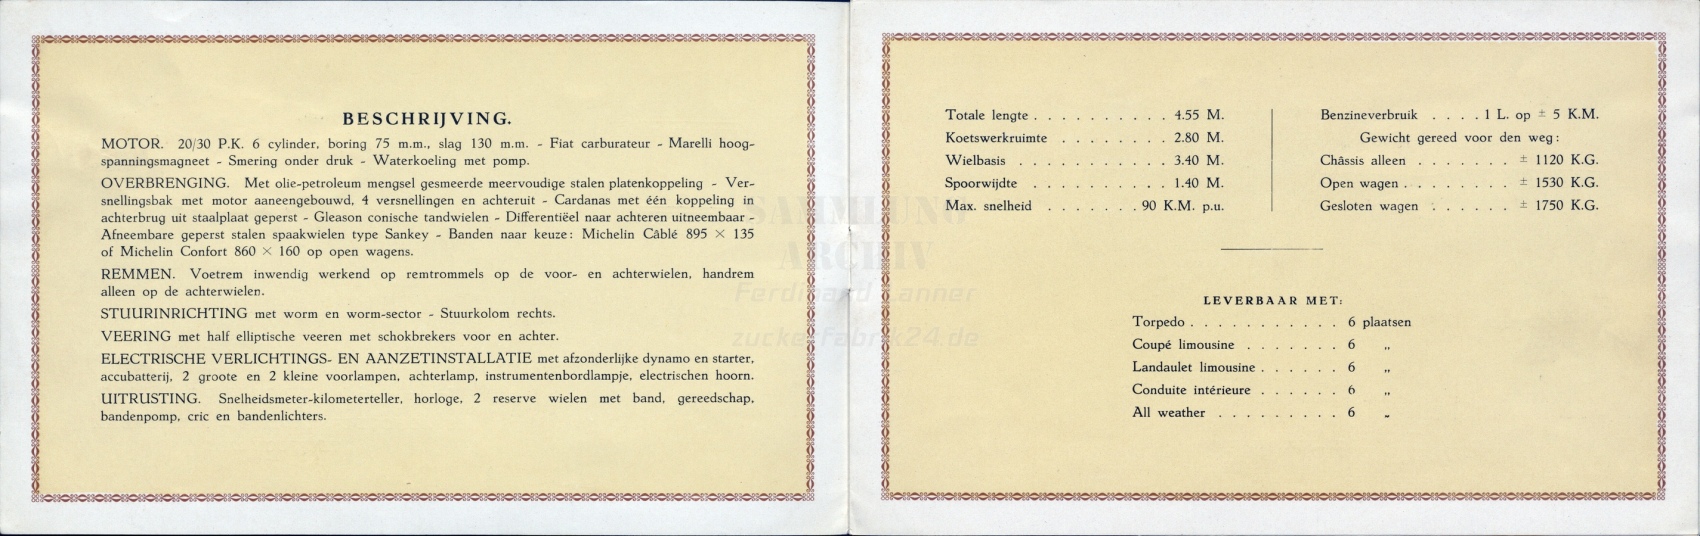 BESCHRIJVING.
MOTOR. 20/30 P.K. 6 cylinder, boring 75 m.m., slag 130 m.m. - Fiat carburateur - Marelli hoog-
spanningsmagneet - Smering onder druk - Waterkoeling met pomp.
OVERBRENGING. Met olie-petroleum mengsel gesmeerde meervoudige stalen platenkoppeling - Ver-
snellingsbak met motor aaneengebouwd, 4 versnellingen en achteruit - Cardanas met één koppeling in
achterbrug uit staalplaat geperst - Gleason conische tandwielen - Differentiëel naar achteren uitneembaar -
Afneembare geperst stalen spaakwielen type Sankey - Banden naar keuze: Michelin Câblé 895 × 135
of Michelin Confort 860 × 160 op open wagens.
REMMEN. Voetrem inwendig werkend op remtrommels op de voor- en achterwielen, handrem
alleen op de achterwielen.
STUURINRICHTING met worm en worm-sector - Stuurkolom rechts.
VEERING met half elliptische veeren met schokbrekers voor en achter.
ELECTRISCHE VERLICHTINGS- EN AANZETINSTALLATIE met afzonderlijke dynamo en starter,
accubatterij, 2 groote en 2 kleine voorlampen, achterlamp, instrumentenbordlampje, electrischen hoorn.
UITRUSTING. Snelheidsmeter-kilometerteller, horloge, 2 reserve wielen met band, gereedschap,
bandenpomp, cric en bandenlichters.
Totale lengte . . . . . . . . . . 4.55 M.
Koetswerkruimte . . . . . . . . 2.80 M.
Wielbasis . . . . . . . . . . . 3.40 M.
Spoorwijdte . . . . . . . . . . 1.40 M.
Max. snelheid . . . . . . . 90 K.M. p.u.
Benzineverbruik . . . . 1 L. op ± 5 K.M.
Gewicht gereed voor den weg:
Châssis alleen . . . . . . . ± 1120 K.G.
Open wagen . . . . . . . . ± 1530 K.G.
Gesloten wagen . . . . . . ± 1750 K.G.
LEVERBAAR MET:
Torpedo . . . . . . . . . . . 6 plaatsen
Coupé limousine . . . . . . . 6 „
Landaulet limousine . . . . . . 6 „
Conduite intérieure . . . . . . 6 „
All weather . . . . . . . . . 6 „
SAMMLUNG
ARCHIV
Ferdinand Lanner
zuckerfabrik24.de